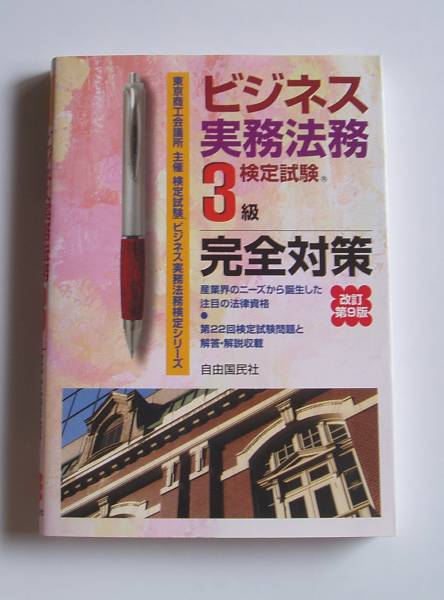 ビジネス
実務法務
検定試験®
3級
完全対策
東京商工会議所 主催 検定試験 ビジネス実務法務検定シリーズ
産業界のニーズから誕生した
注目の法律資格
●
第22回検定試験問題と
解答・解説収載
改訂
第9版
自由国民社